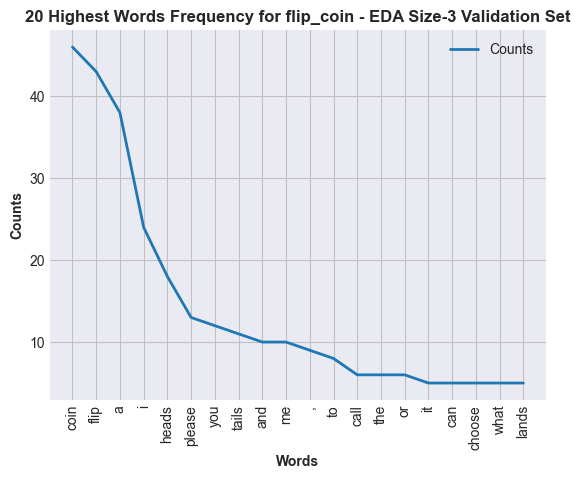 20 Highest Words Frequency for flip_coin - EDA Size-3 Validation Set
Counts
Counts
40
30
20
10
coin
flip
a
i
heads
please
you
tails
and
me
,
to
call
the
or
it
can
choose
what
lands
Words